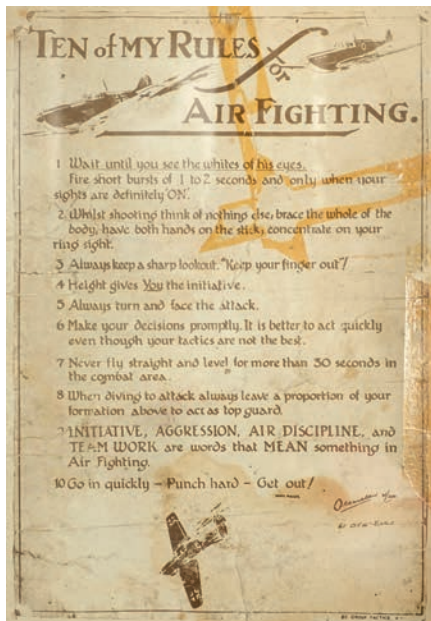 TEN of MY RULES
for
AIR FIGHTING.
1 Wait until you see the whites of his eyes.
Fire short bursts of 1 to 2 seconds and only when your
sights are definitely 'ON'.
2 Whilst shooting think of nothing else, brace the whole of the
body, have both hands on the stick, concentrate on your
ring sight.
3 Always keep a sharp lookout. "Keep your finger out"!
4 Height gives You the initiative.
5 Always turn and face the attack.
6 Make your decisions promptly. It is better to act quickly
even though your tactics are not the best.
7 Never fly straight and level for more than 30 seconds in
the combat area.
8 When diving to attack always leave a proportion of your
formation above to act as top guard.
9 INITIATIVE, AGGRESSION, AIR DISCIPLINE, and
TEAM WORK are words that MEAN something in
Air Fighting.
10 Go in quickly – Punch hard – Get out!